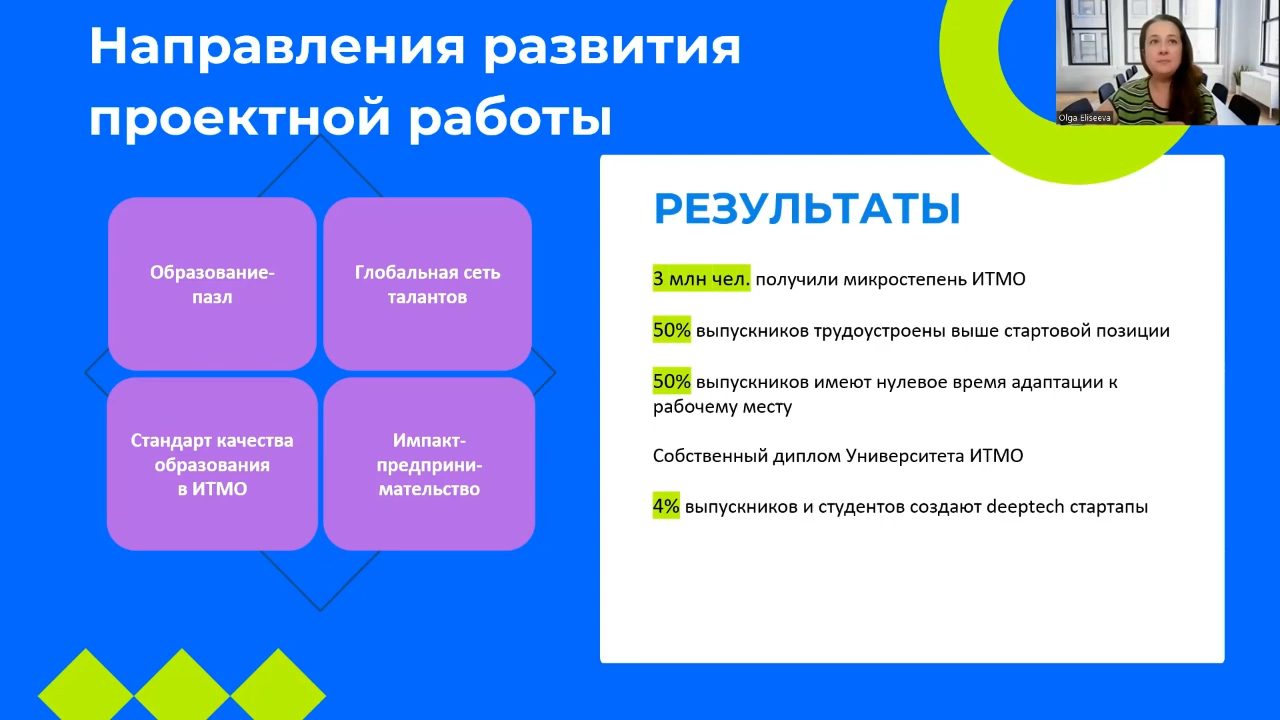 Направления развития
проектной работы
Olga Eliseeva
Образование-
пазл
Глобальная сеть
талантов
Стандарт качества
образования
в ИТМО
Импакт-
предприни-
мательство
РЕЗУЛЬТАТЫ
3 млн чел. получили микростепень ИТМО
50% выпускников трудоустроены выше стартовой позиции
50% выпускников имеют нулевое время адаптации к
рабочему месту
Собственный диплом Университета ИТМО
4% выпускников и студентов создают deeptech стартапы